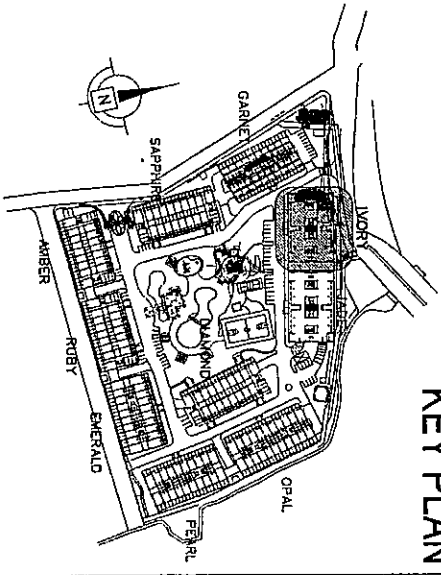 KEY PLAN
IVORY
GARNET
SAPPHIRE
N
DIAMOND
OPAL
AMBER
RUBY
EMERALD
PEARL